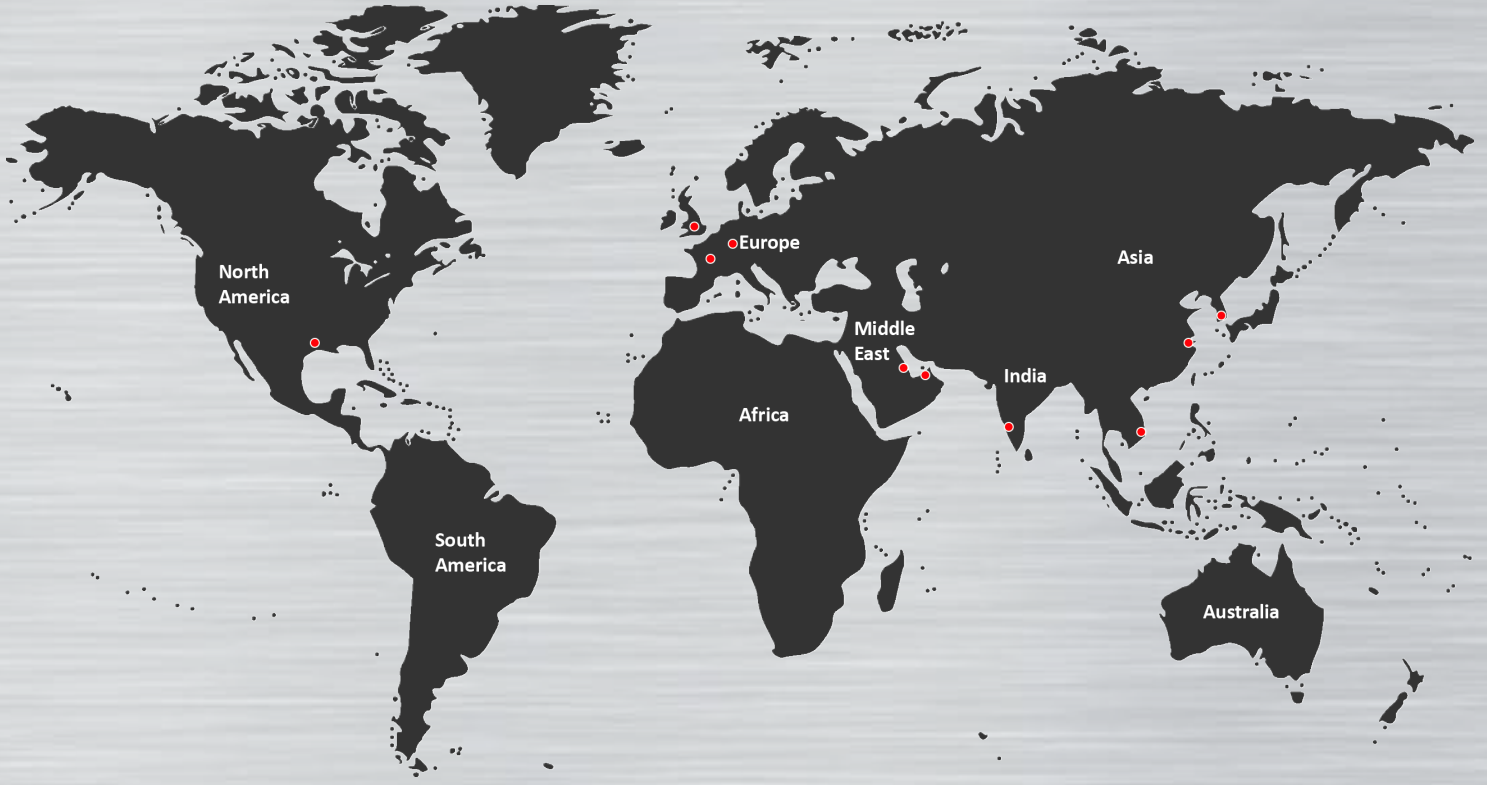 North
America
Europe
Asia
Middle
East
India
Africa
South
America
Australia